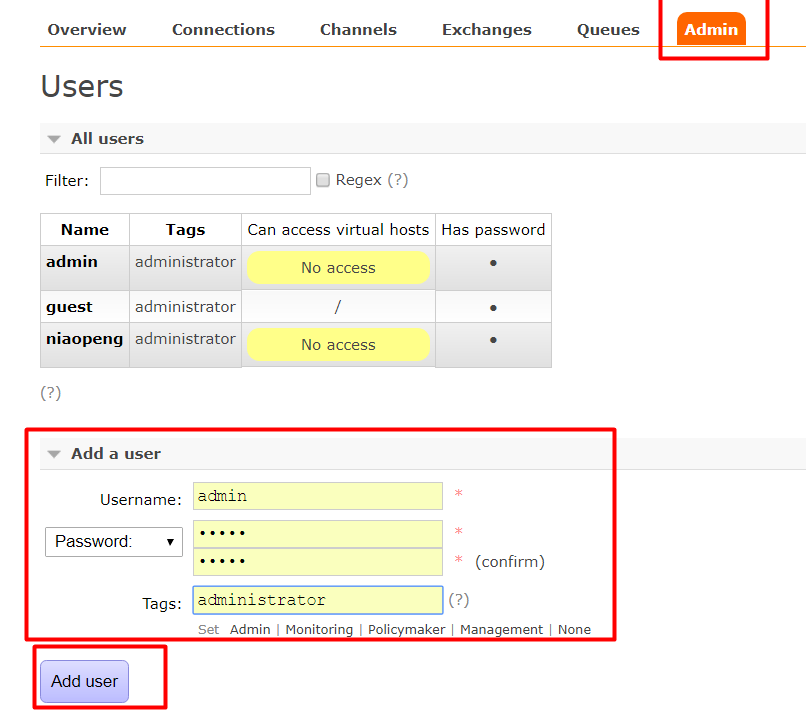 Overview Connections Channels Exchanges Queues Admin
Users
All users
Filter: Regex (?)
Name Tags Can access virtual hosts Has password
admin administrator No access •
guest administrator / •
niaopeng administrator No access •
(?)
Add a user
Username: admin *
Password: ••••• *
••••• * (confirm)
Tags: administrator (?)
Set Admin | Monitoring | Policymaker | Management | None
Add user